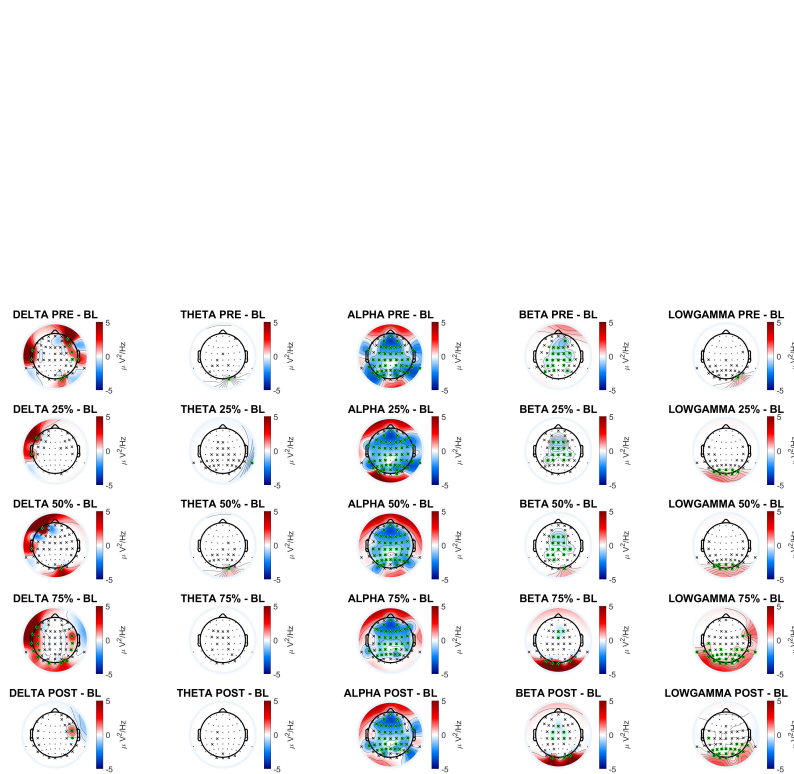 DELTA PRE - BL THETA PRE - BL ALPHA PRE - BL BETA PRE - BL LOWGAMMA PRE - BL
5 5 5 5 5
0 0 0 0 0
-5 -5 -5 -5 -5
μ V²/Hz μ V²/Hz μ V²/Hz μ V²/Hz μ V²/Hz
DELTA 25% - BL THETA 25% - BL ALPHA 25% - BL BETA 25% - BL LOWGAMMA 25% - BL
5 5 5 5 5
0 0 0 0 0
-5 -5 -5 -5 -5
μ V²/Hz μ V²/Hz μ V²/Hz μ V²/Hz μ V²/Hz
DELTA 50% - BL THETA 50% - BL ALPHA 50% - BL BETA 50% - BL LOWGAMMA 50% - BL
5 5 5 5 5
0 0 0 0 0
-5 -5 -5 -5 -5
μ V²/Hz μ V²/Hz μ V²/Hz μ V²/Hz μ V²/Hz
DELTA 75% - BL THETA 75% - BL ALPHA 75% - BL BETA 75% - BL LOWGAMMA 75% - BL
5 5 5 5 5
0 0 0 0 0
-5 -5 -5 -5 -5
μ V²/Hz μ V²/Hz μ V²/Hz μ V²/Hz μ V²/Hz
DELTA POST - BL THETA POST - BL ALPHA POST - BL BETA POST - BL LOWGAMMA POST - BL
5 5 5 5 5
0 0 0 0 0
-5 -5 -5 -5 -5
μ V²/Hz μ V²/Hz μ V²/Hz μ V²/Hz μ V²/Hz